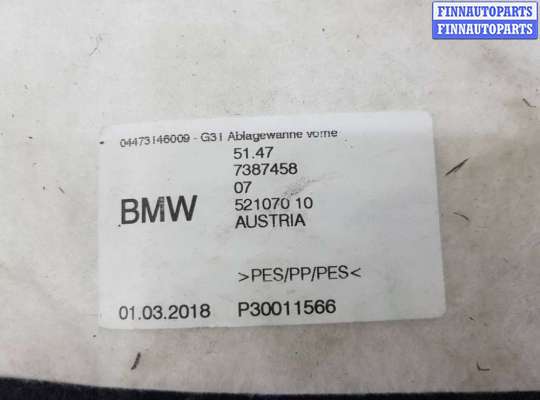 FINNAUTOPARTS
FINNAUTOPARTS
04473146009 - G31 Ablagewanne vorne
51.47
7387458
07
BMW
521070 10
AUSTRIA
>PES/PP/PES<
01.03.2018 P30011566